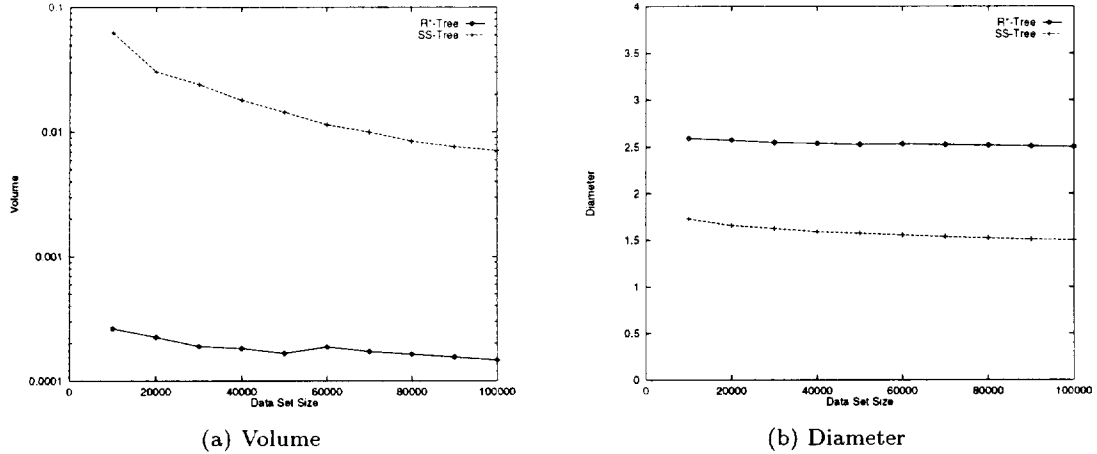 0.1
0.01
0.001
0.0001
Volume
0
20000
40000
60000
80000
100000
Data Set Size
R*-Tree
SS-Tree
(a) Volume
4
3.5
3
2.5
2
1.5
1
0.5
0
Diameter
0
20000
40000
60000
80000
100000
Data Set Size
R*-Tree
SS-Tree
(b) Diameter